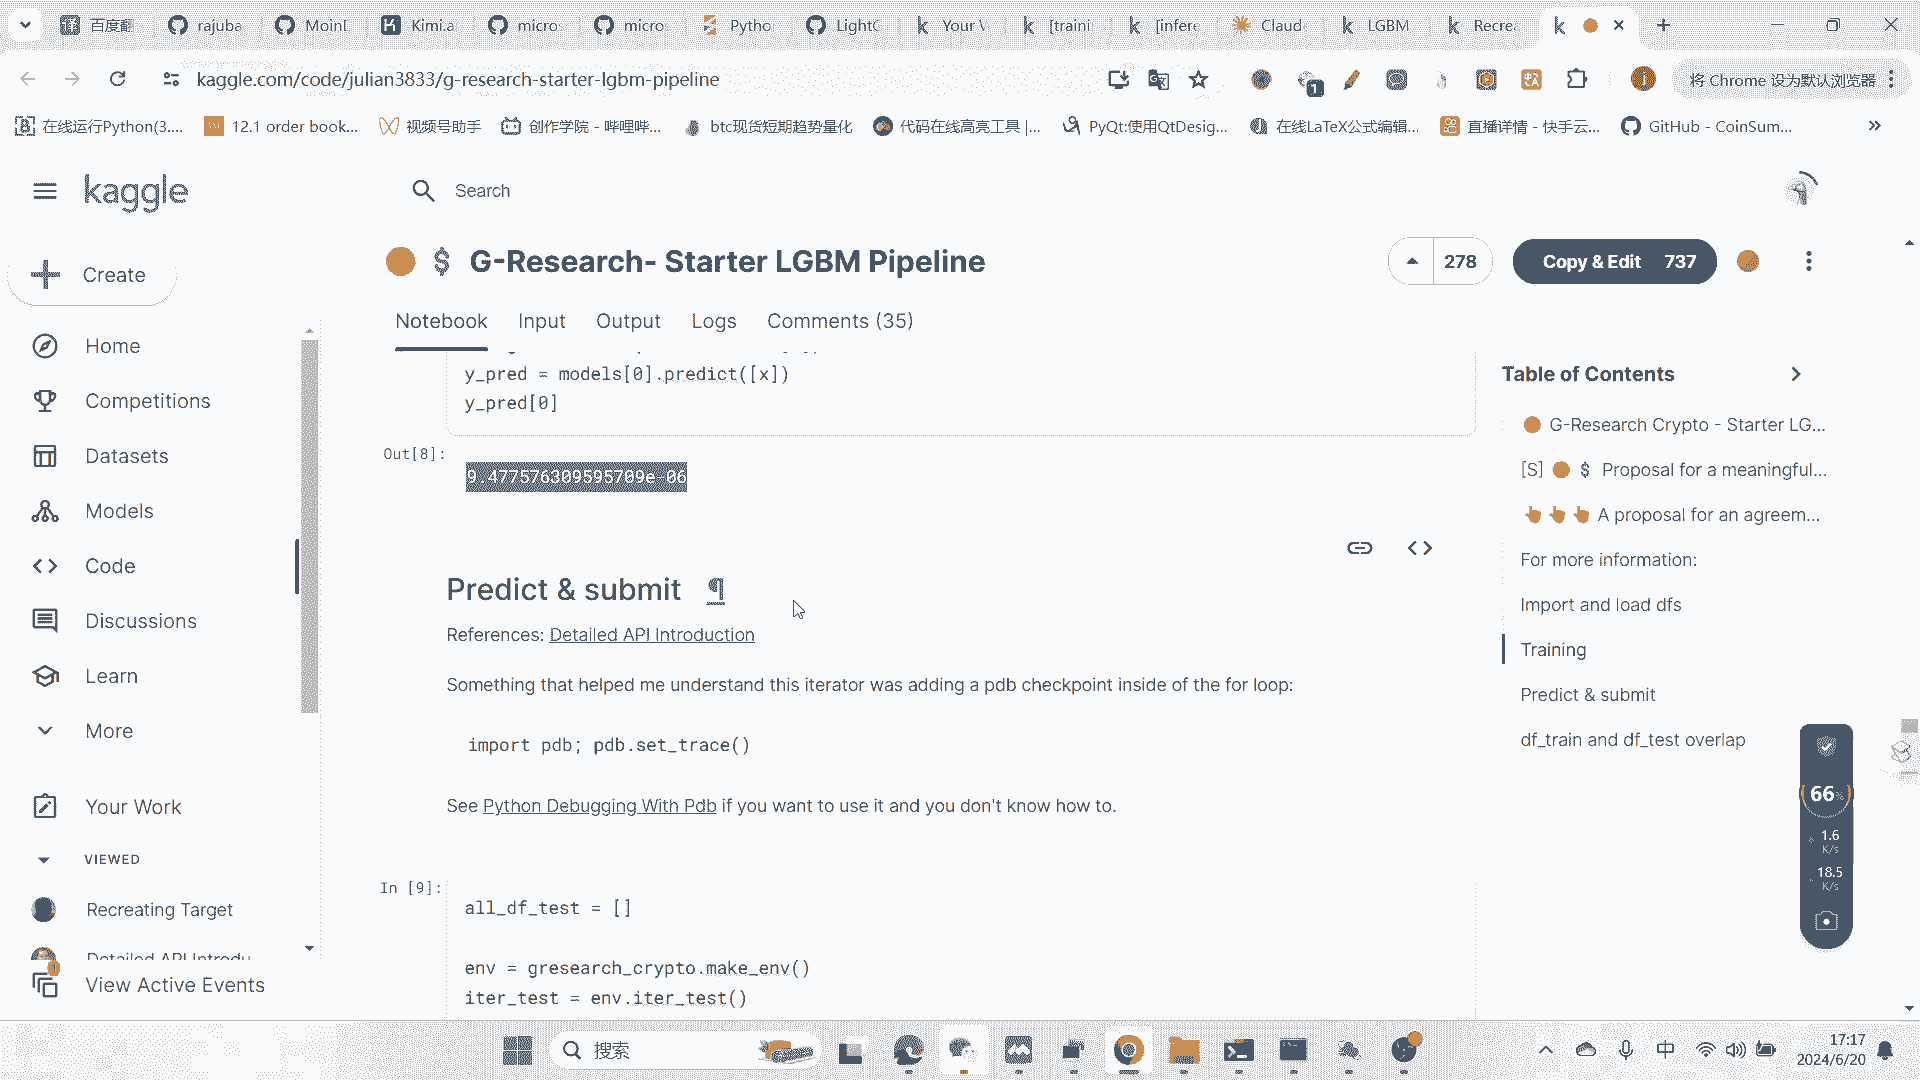 百度翻
rajuba
MoinD
Kimi.a
micros
micros
Pytho
LightG
Your V
[traini
[infere
Claude
LGBM
Recrea
kaggle.com/code/julian3833/g-research-starter-lgbm-pipeline
1
将 Chrome 设为默认浏览器
在线运行Python(3....
12.1 order book...
视频号助手
创作学院 - 哔哩哔...
btc现货短期趋势量化
代码在线高亮工具 |...
PyQt:使用QtDesig...
在线LaTeX公式编辑...
直播详情 - 快手云...
GitHub - CoinSum...
kaggle
Search
Create
$ G-Research- Starter LGBM Pipeline
278
Copy & Edit 737
Notebook
Input
Output
Logs
Comments (35)
Home
Competitions
Datasets
Models
Code
Discussions
Learn
More
Your Work
VIEWED
Recreating Target
Detailed API Introdu
View Active Events
y_pred = models[0].predict([x])
y_pred[0]
Out[8]:
9.477576309595709e-06
Predict & submit ¶
References: Detailed API Introduction
Something that helped me understand this iterator was adding a pdb checkpoint inside of the for loop:
import pdb; pdb.set_trace()
See Python Debugging With Pdb if you want to use it and you don't know how to.
In [9]:
all_df_test = []
env = gresearch_crypto.make_env()
iter_test = env.iter_test()
Table of Contents
G-Research Crypto - Starter LG...
[S] $ Proposal for a meaningful...
A proposal for an agreem...
For more information:
Import and load dfs
Training
Predict & submit
df_train and df_test overlap
66%
1.6
K/s
18.5
K/s
搜索
中
17:17
2024/6/20